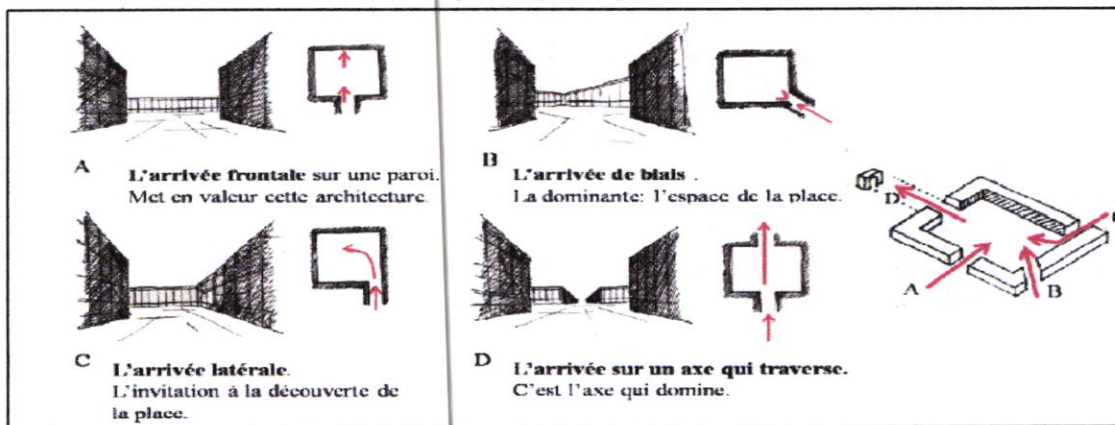 A
L'arrivée frontale sur une paroi.
Met en valeur cette architecture.
B
L'arrivée de biais .
La dominante: l'espace de la place.
C
L'arrivée latérale.
L'invitation à la découverte de
la place.
D
L'arrivée sur un axe qui traverse.
C'est l'axe qui domine.
D
A
B